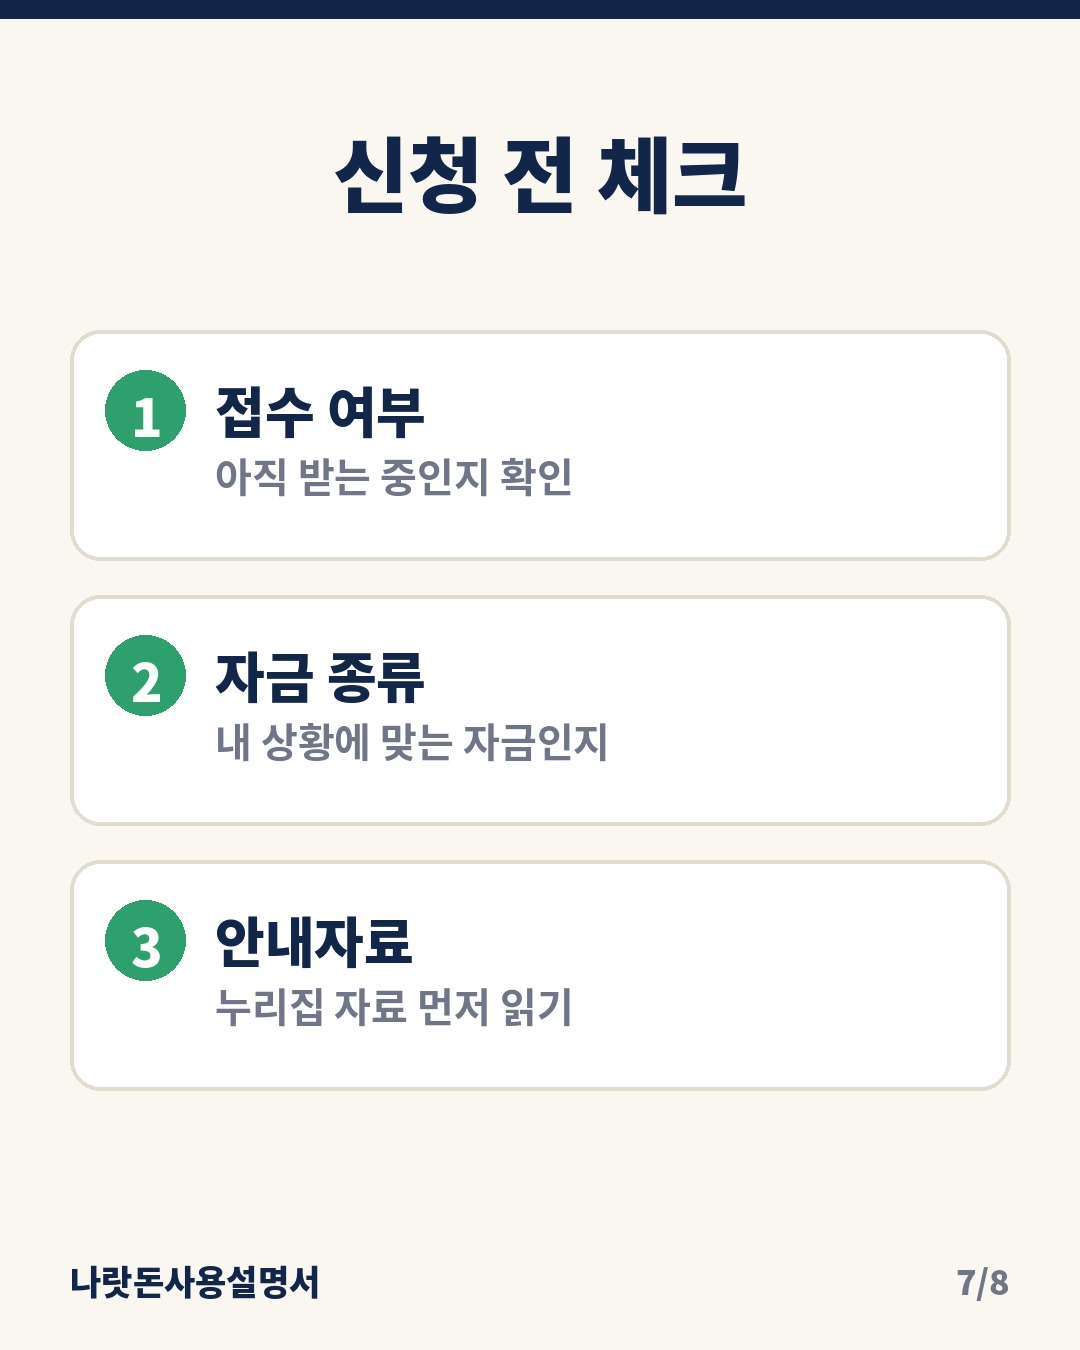 신청 전 체크
1 접수 여부
아직 받는 중인지 확인
2 자금 종류
내 상황에 맞는 자금인지
3 안내자료
누리집 자료 먼저 읽기
나랏돈사용설명서 7/8